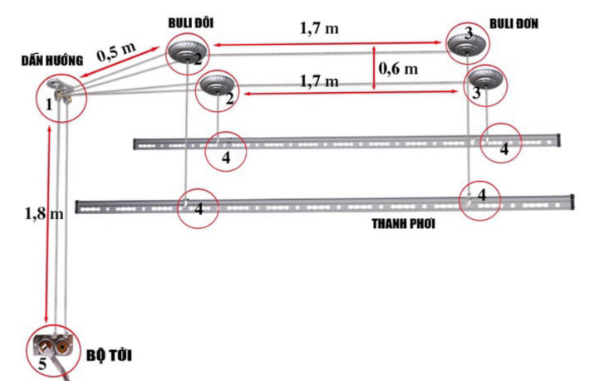 BULI ĐÔI
1,7 m
BULI ĐƠN
0,5 m
DẪN HƯỚNG
3
2
0,6 m
1
2
1,7 m
3
4
4
1,8 m
4
4
THANH PHƠI
5
BỘ TỜI